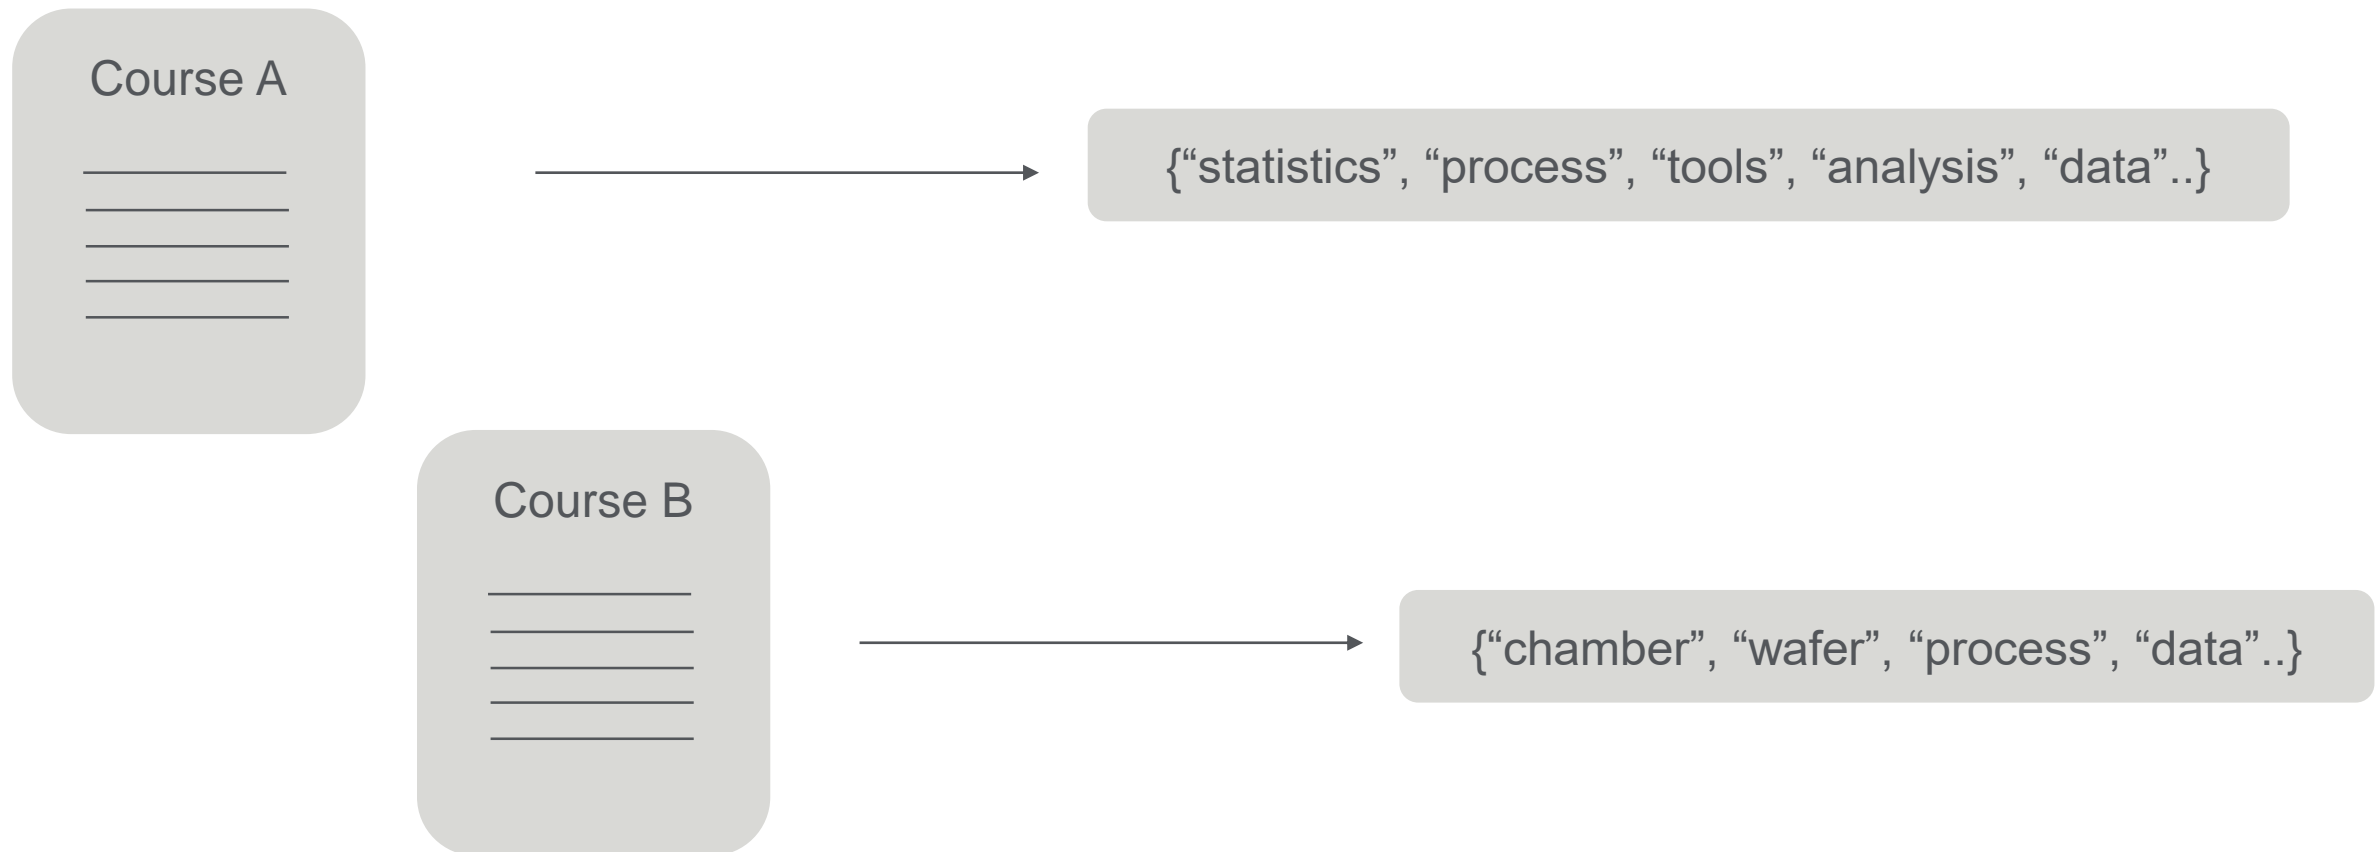 Course A
{“statistics”, “process”, “tools”, “analysis”, “data”..}
Course B
{“chamber”, “wafer”, “process”, “data”..}